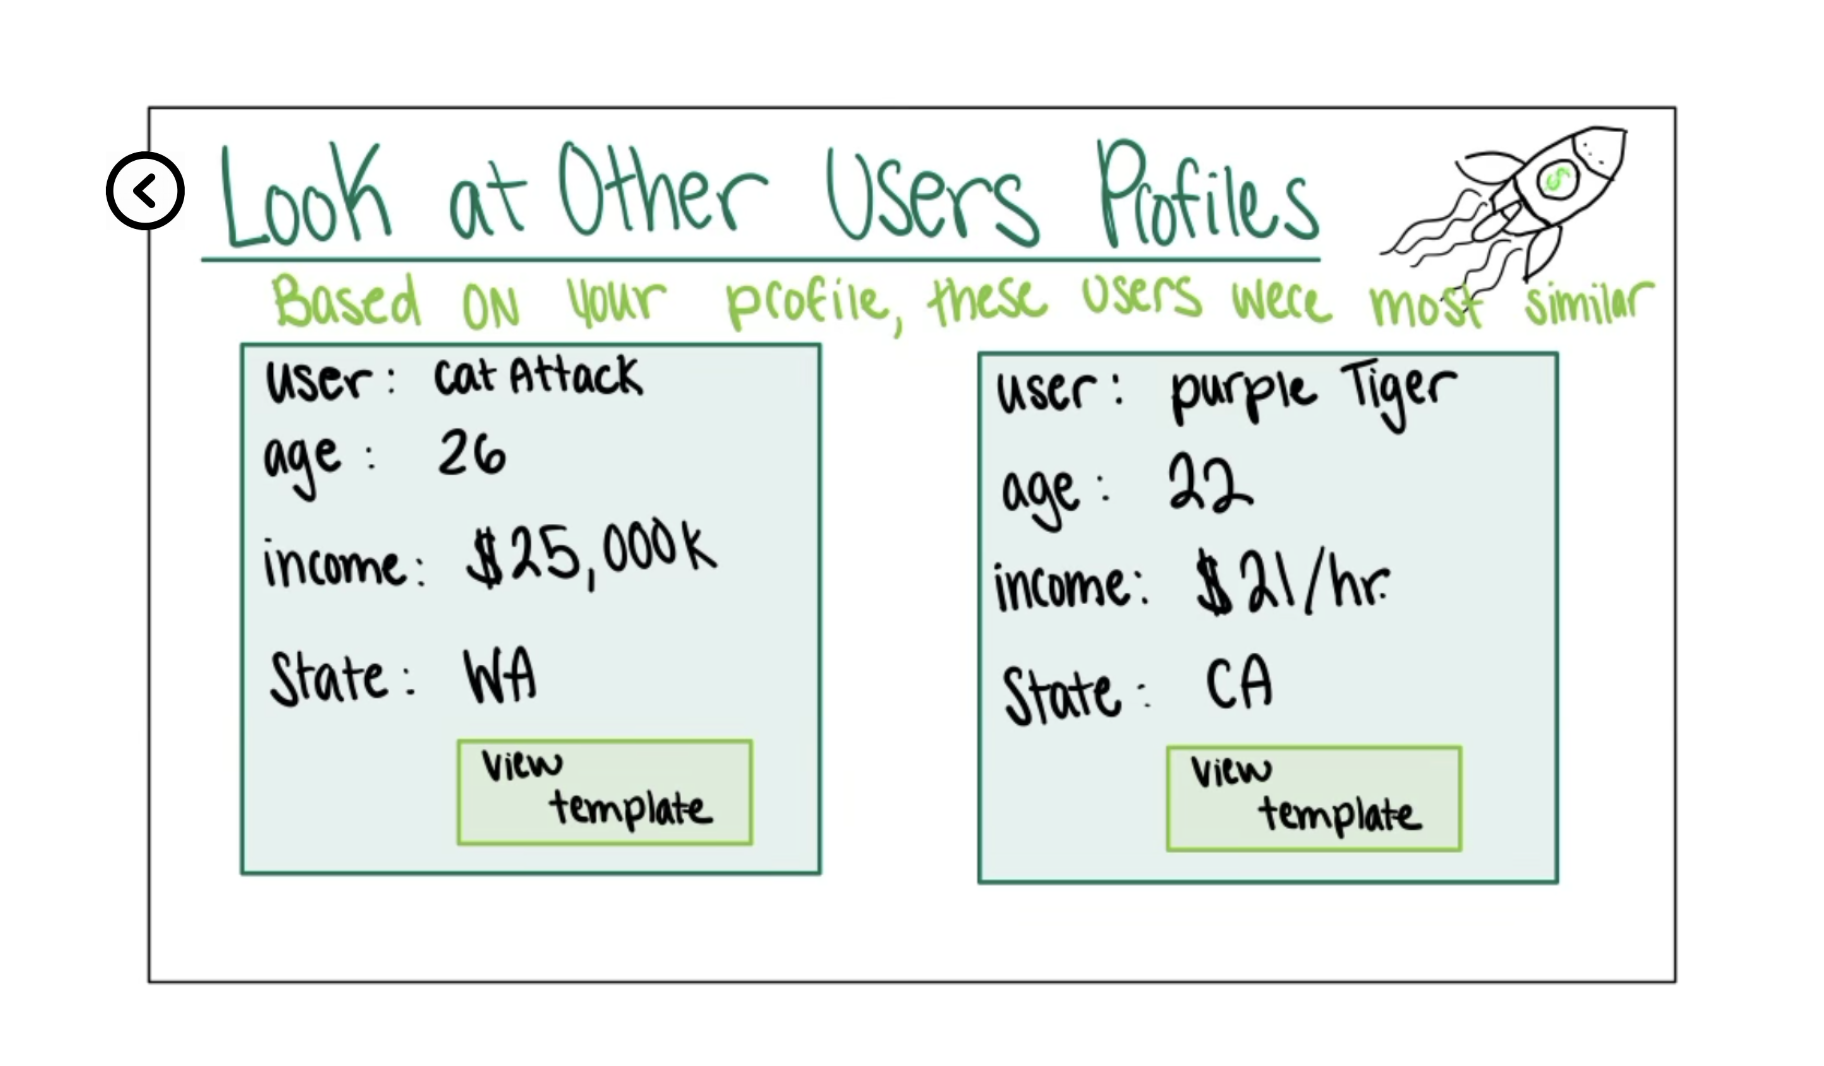 Look at Other Users Profiles
Based on your profile, these users were most similar
user: cat Attack
age: 26
income: $25,000k
State: WA
view
template
user: purple Tiger
age: 22
income: $21/hr.
State: CA
view
template